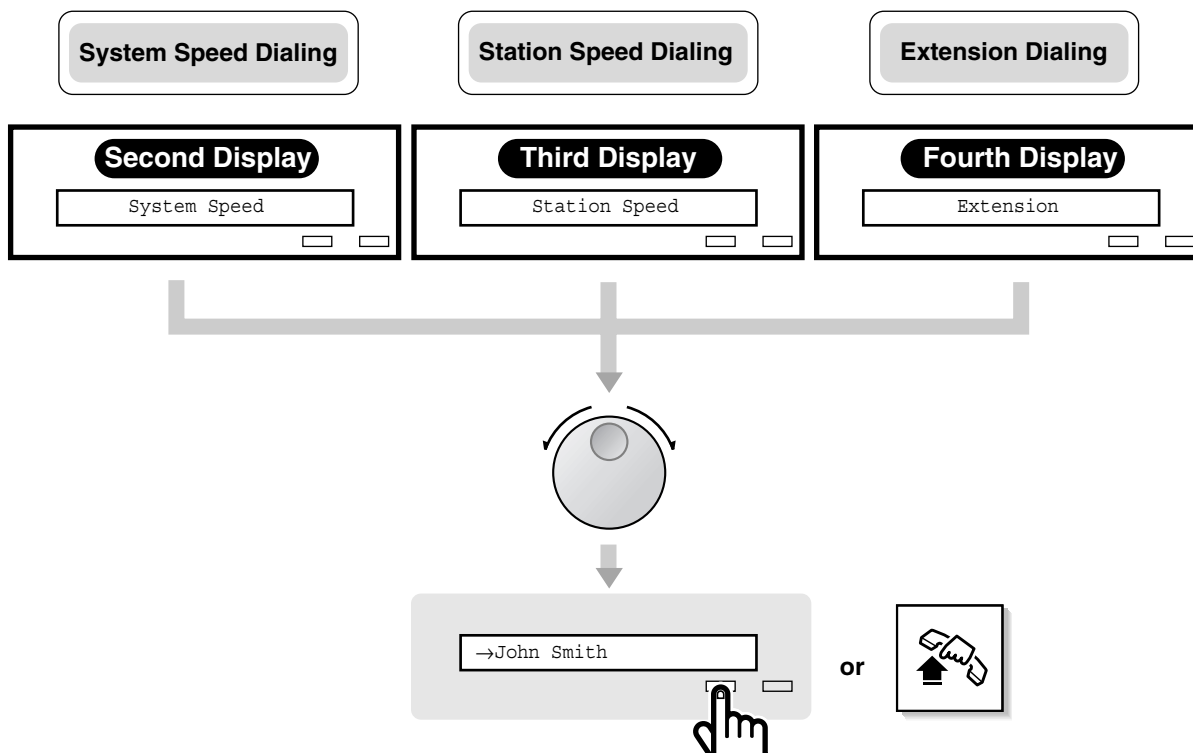 System Speed Dialing
Station Speed Dialing
Extension Dialing
Second Display
Third Display
Fourth Display
System Speed
Station Speed
Extension
→John Smith
or